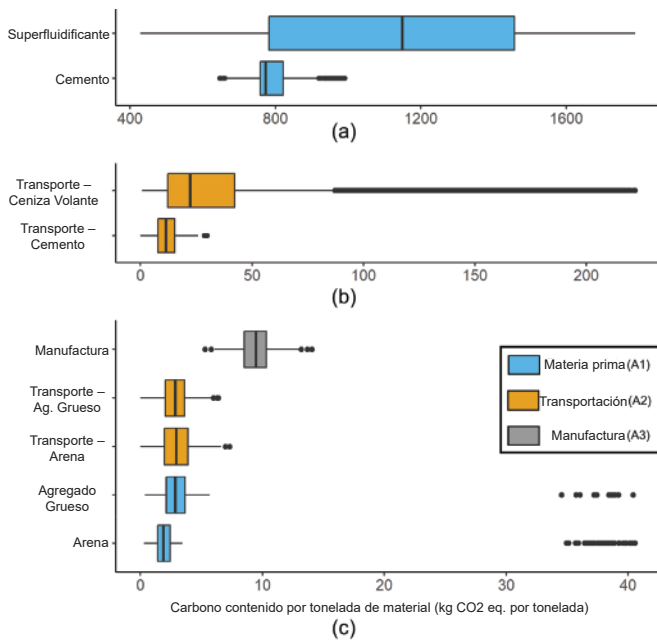 Superfluidificante
Cemento
400
800
1200
1600
(a)
Transporte –
Ceniza Volante
Transporte –
Cemento
0
50
100
150
200
(b)
Manufactura
Transporte –
Ag. Grueso
Transporte –
Arena
Agregado
Grueso
Arena
Materia prima(A1)
Transportación(A2)
Manufactura(A3)
0
10
20
30
40
Carbono contenido por tonelada de material (kg CO2 eq. por tonelada)
(c)